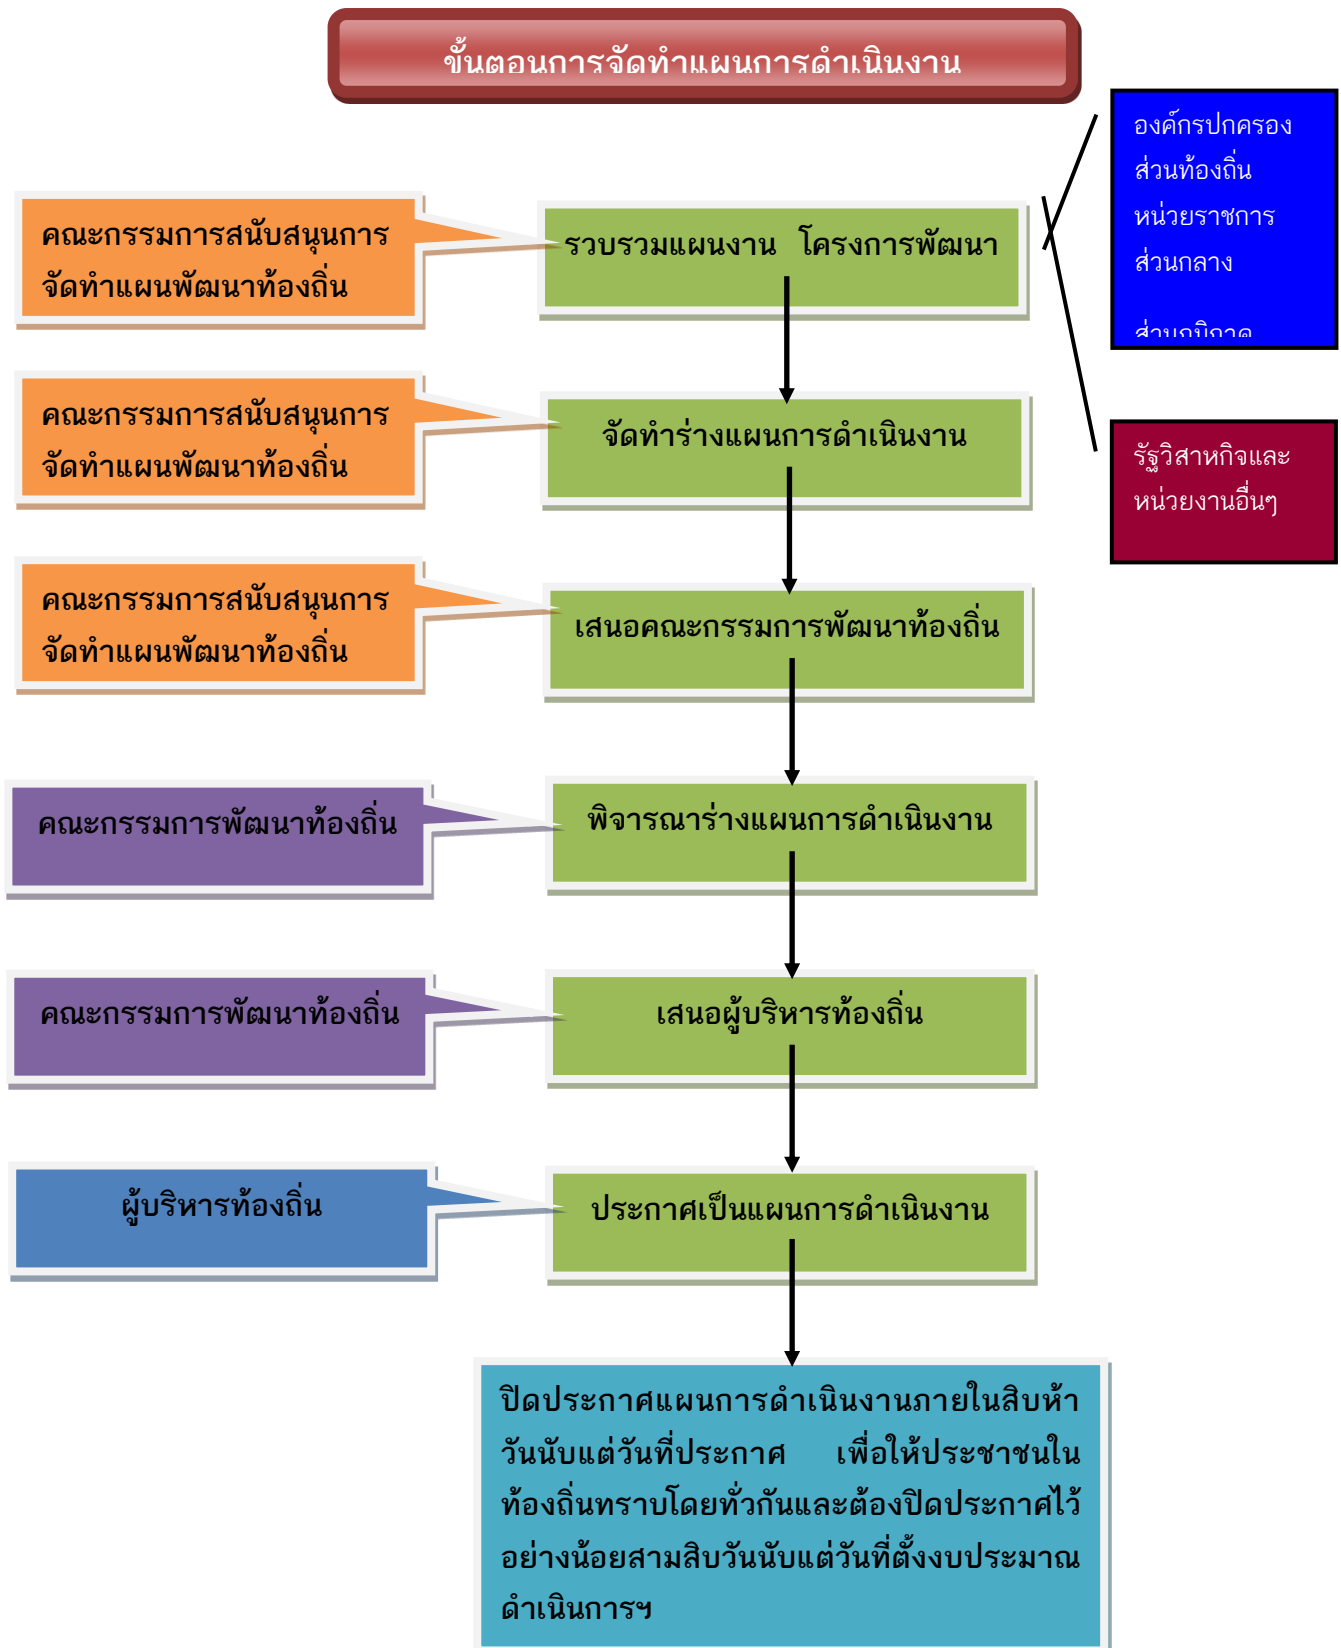 ขั้นตอนการจัดทำแผนการดำเนินงาน
องค์กรปกครอง
ส่วนท้องถิ่น
หน่วยราชการ
ส่วนกลาง
ส่วนภูมิภาค
คณะกรรมการสนับสนุนการ
จัดทำแผนพัฒนาท้องถิ่น
รวบรวมแผนงาน โครงการพัฒนา
คณะกรรมการสนับสนุนการ
จัดทำแผนพัฒนาท้องถิ่น
จัดทำร่างแผนการดำเนินงาน
รัฐวิสาหกิจและ
หน่วยงานอื่นๆ
คณะกรรมการสนับสนุนการ
จัดทำแผนพัฒนาท้องถิ่น
เสนอคณะกรรมการพัฒนาท้องถิ่น
คณะกรรมการพัฒนาท้องถิ่น
พิจารณาร่างแผนการดำเนินงาน
คณะกรรมการพัฒนาท้องถิ่น
เสนอผู้บริหารท้องถิ่น
ผู้บริหารท้องถิ่น
ประกาศเป็นแผนการดำเนินงาน
ปิดประกาศแผนการดำเนินงานภายในสิบห้า
วันนับแต่วันที่ประกาศ เพื่อให้ประชาชนใน
ท้องถิ่นทราบโดยทั่วกันและต้องปิดประกาศไว้
อย่างน้อยสามสิบวันนับแต่วันที่ตั้งงบประมาณ
ดำเนินการฯ